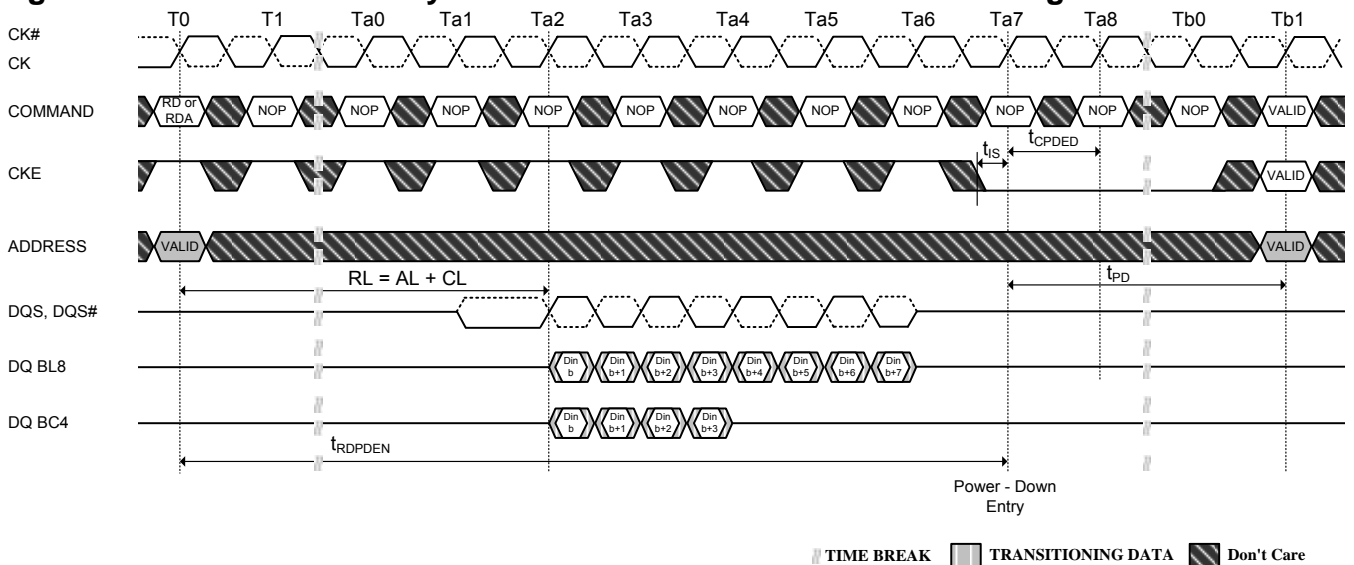 T0 T1 Ta0 Ta1 Ta2 Ta3 Ta4 Ta5 Ta6 Ta7 Ta8 Tb0 Tb1
CK#
CK
COMMAND
RD or
RDA
NOP NOP NOP NOP NOP NOP NOP NOP NOP NOP NOP VALID
tIS
tCPDED
CKE
VALID
ADDRESS
VALID
VALID
RL = AL + CL
tPD
DQS, DQS#
DQ BL8
Din
b
Din
b+1
Din
b+2
Din
b+3
Din
b+4
Din
b+5
Din
b+6
Din
b+7
DQ BC4
Din
b
Din
b+1
Din
b+2
Din
b+3
tRDPDEN
Power - Down
Entry
TIME BREAK TRANSITIONING DATA Don't Care